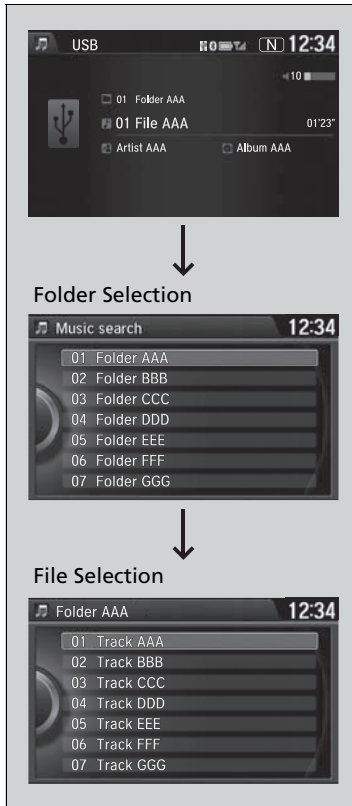 USB N 12:34
10
01 Folder AAA
01 File AAA 01'23"
Artist AAA Album AAA
Folder Selection
Music search 12:34
01 Folder AAA
02 Folder BBB
03 Folder CCC
04 Folder DDD
05 Folder EEE
06 Folder FFF
07 Folder GGG
File Selection
Folder AAA 12:34
01 Track AAA
02 Track BBB
03 Track CCC
04 Track DDD
05 Track EEE
06 Track FFF
07 Track GGG